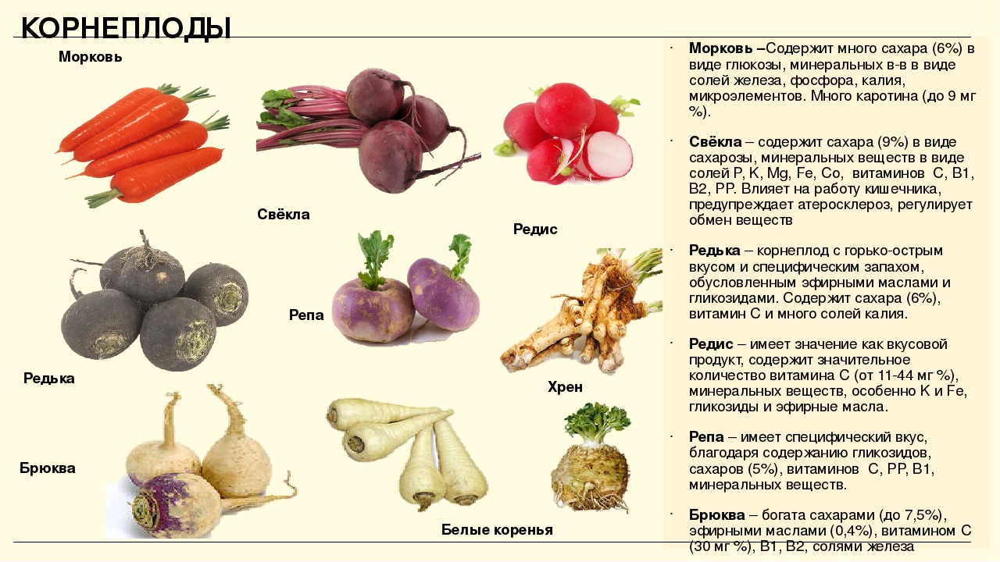 КОРНЕПЛОДЫ
Морковь
Свёкла
Редис
Репа
Редька
Хрен
Брюква
Белые коренья
· Морковь –Содержит много сахара (6%) в
виде глюкозы, минеральных в-в в виде
солей железа, фосфора, калия,
микроэлементов. Много каротина (до 9 мг
%).
· Свёкла – содержит сахара (9%) в виде
сахарозы, минеральных веществ в виде
солей P, K, Mg, Fe, Co, витаминов C, B1,
B2, PP. Влияет на работу кишечника,
предупреждает атеросклероз, регулирует
обмен веществ
· Редька – корнеплод с горько-острым
вкусом и специфическим запахом,
обусловленным эфирными маслами и
гликозидами. Содержит сахара (6%),
витамин C и много солей калия.
· Редис – имеет значение как вкусовой
продукт, содержит значительное
количество витамина C (от 11-44 мг %),
минеральных веществ, особенно K и Fe,
гликозиды и эфирные масла.
· Репа – имеет специфический вкус,
благодаря содержанию гликозидов,
сахаров (5%), витаминов C, PP, B1,
минеральных веществ.
· Брюква – богата сахарами (до 7,5%),
эфирными маслами (0,4%), витамином C
(30 мг %), B1, B2, солями железа